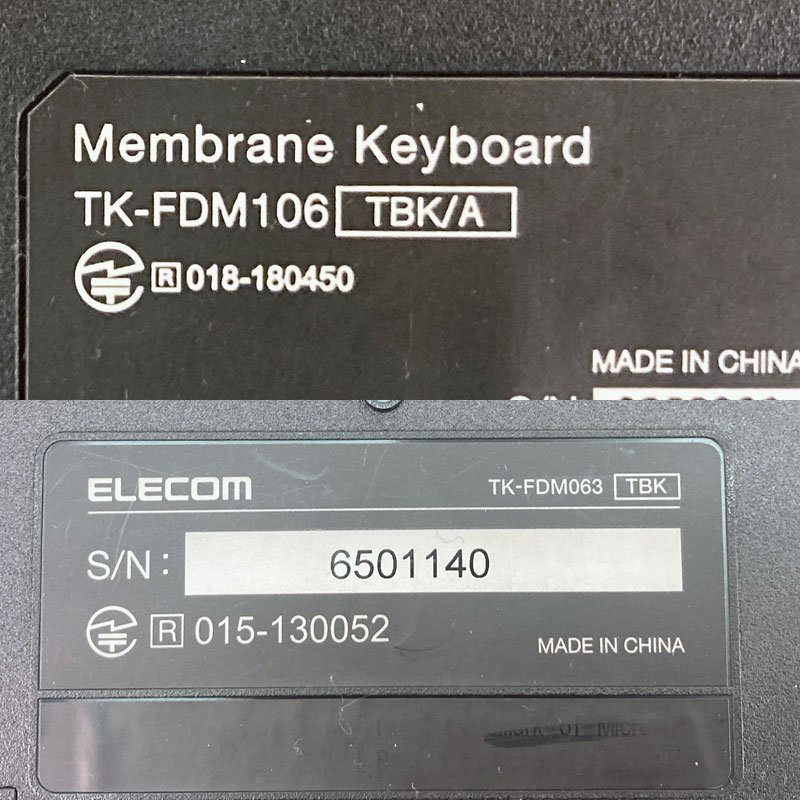 Membrane Keyboard
TK-FDM106 TBK/A
R 018-180450
MADE IN CHINA
S/N
ELECOM
TK-FDM063 TBK
S/N: 6501140
R 015-130052
MADE IN CHINA